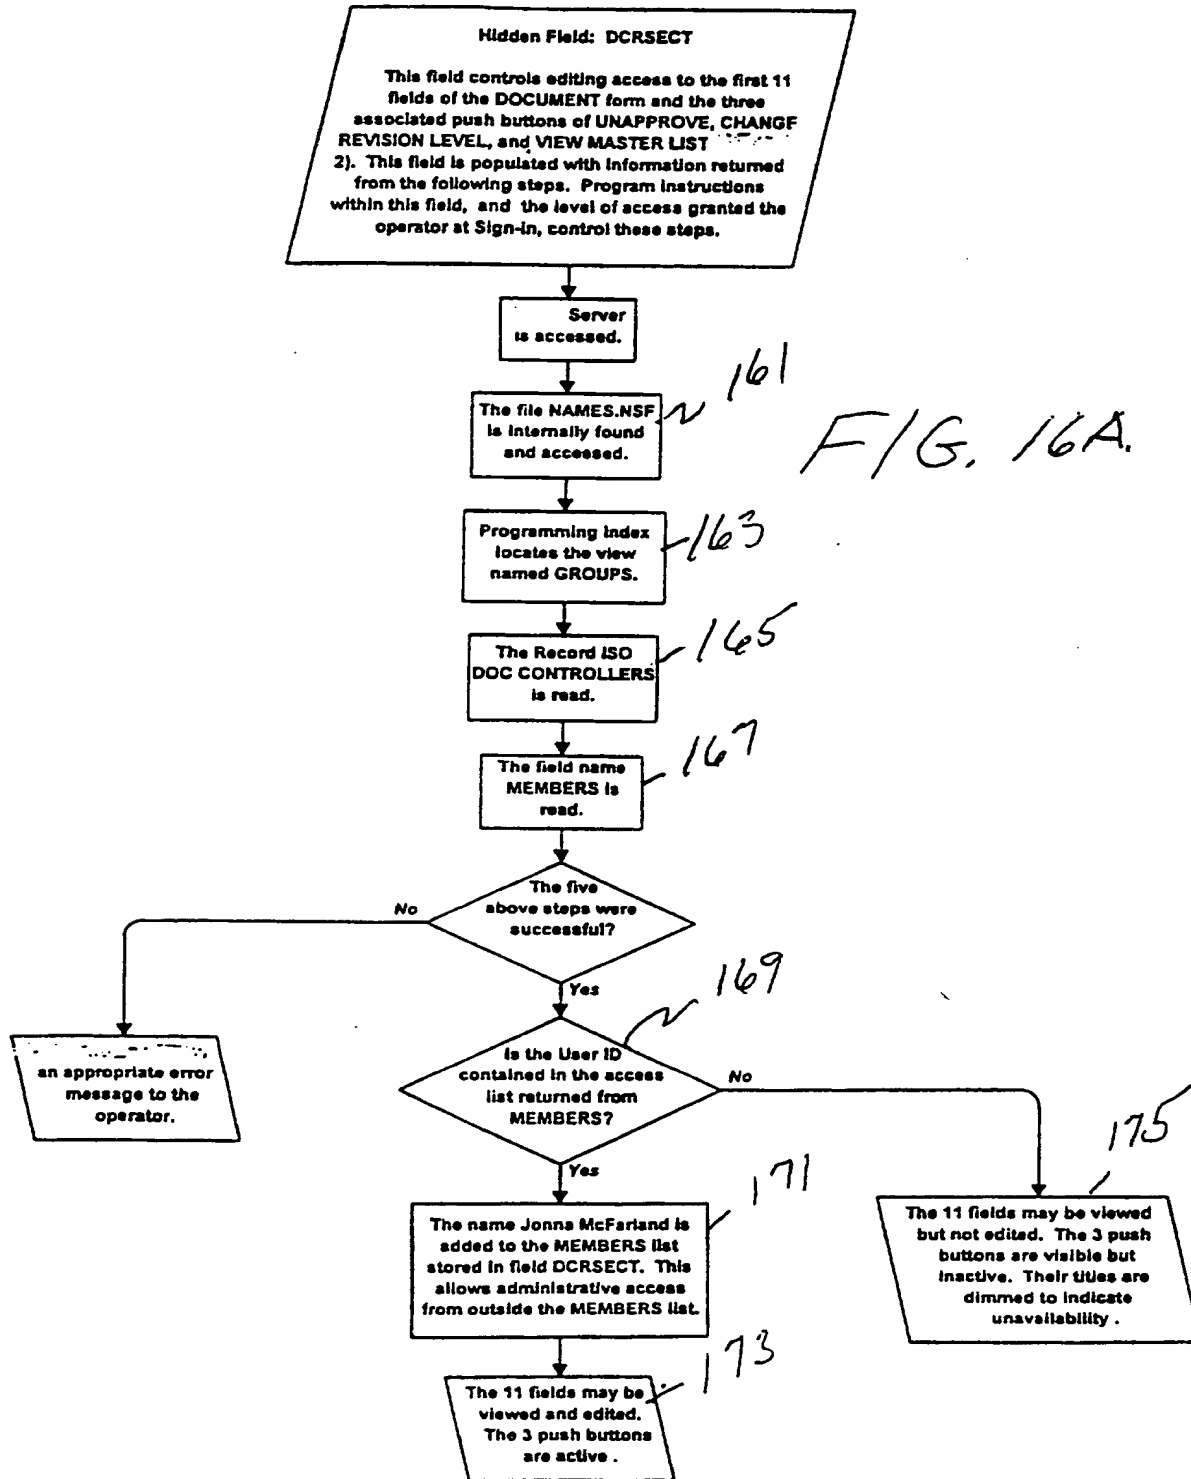 Hidden Field: DCRSECT
This field controls editing access to the first 11
fields of the DOCUMENT form and the three
associated push buttons of UNAPPROVE, CHANGE
REVISION LEVEL, and VIEW MASTER LIST
2). This field is populated with information returned
from the following steps. Program instructions
within this field, and the level of access granted the
operator at Sign-in, control these steps.
Server
is accessed.
161
The file NAMES.NSF
is internally found
and accessed.
FIG. 16A.
Programming Index
locates the view
named GROUPS.
163
The Record ISO
DOC CONTROLLERS
is read.
165
The field name
MEMBERS is
read.
167
The five
above steps were
successful?
No
Yes
169
an appropriate error
message to the
operator.
Is the User ID
contained in the access
list returned from
MEMBERS?
No
Yes
171
175
The name Jonna McFarland is
added to the MEMBERS list
stored in field DCRSECT. This
allows administrative access
from outside the MEMBERS list.
The 11 fields may be viewed
but not edited. The 3 push
buttons are visible but
inactive. Their titles are
dimmed to indicate
unavailability .
173
The 11 fields may be
viewed and edited.
The 3 push buttons
are active .